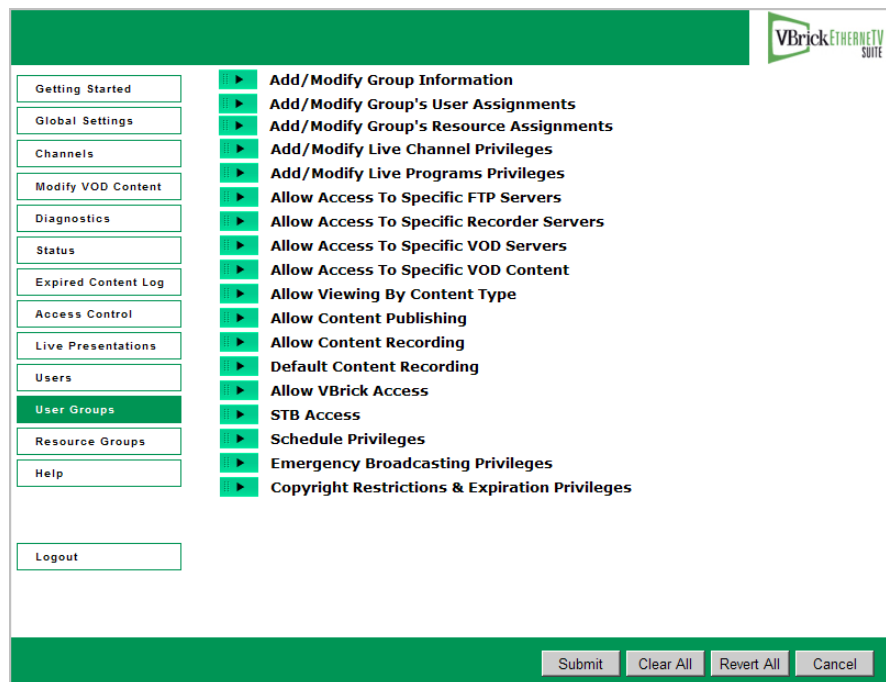 VBrick ETHERNETV
SUITE
Getting Started
Global Settings
Channels
Modify VOD Content
Diagnostics
Status
Expired Content Log
Access Control
Live Presentations
Users
User Groups
Resource Groups
Help
Logout
Add/Modify Group Information
Add/Modify Group's User Assignments
Add/Modify Group's Resource Assignments
Add/Modify Live Channel Privileges
Add/Modify Live Programs Privileges
Allow Access To Specific FTP Servers
Allow Access To Specific Recorder Servers
Allow Access To Specific VOD Servers
Allow Access To Specific VOD Content
Allow Viewing By Content Type
Allow Content Publishing
Allow Content Recording
Default Content Recording
Allow VBrick Access
STB Access
Schedule Privileges
Emergency Broadcasting Privileges
Copyright Restrictions & Expiration Privileges
Submit
Clear All
Revert All
Cancel